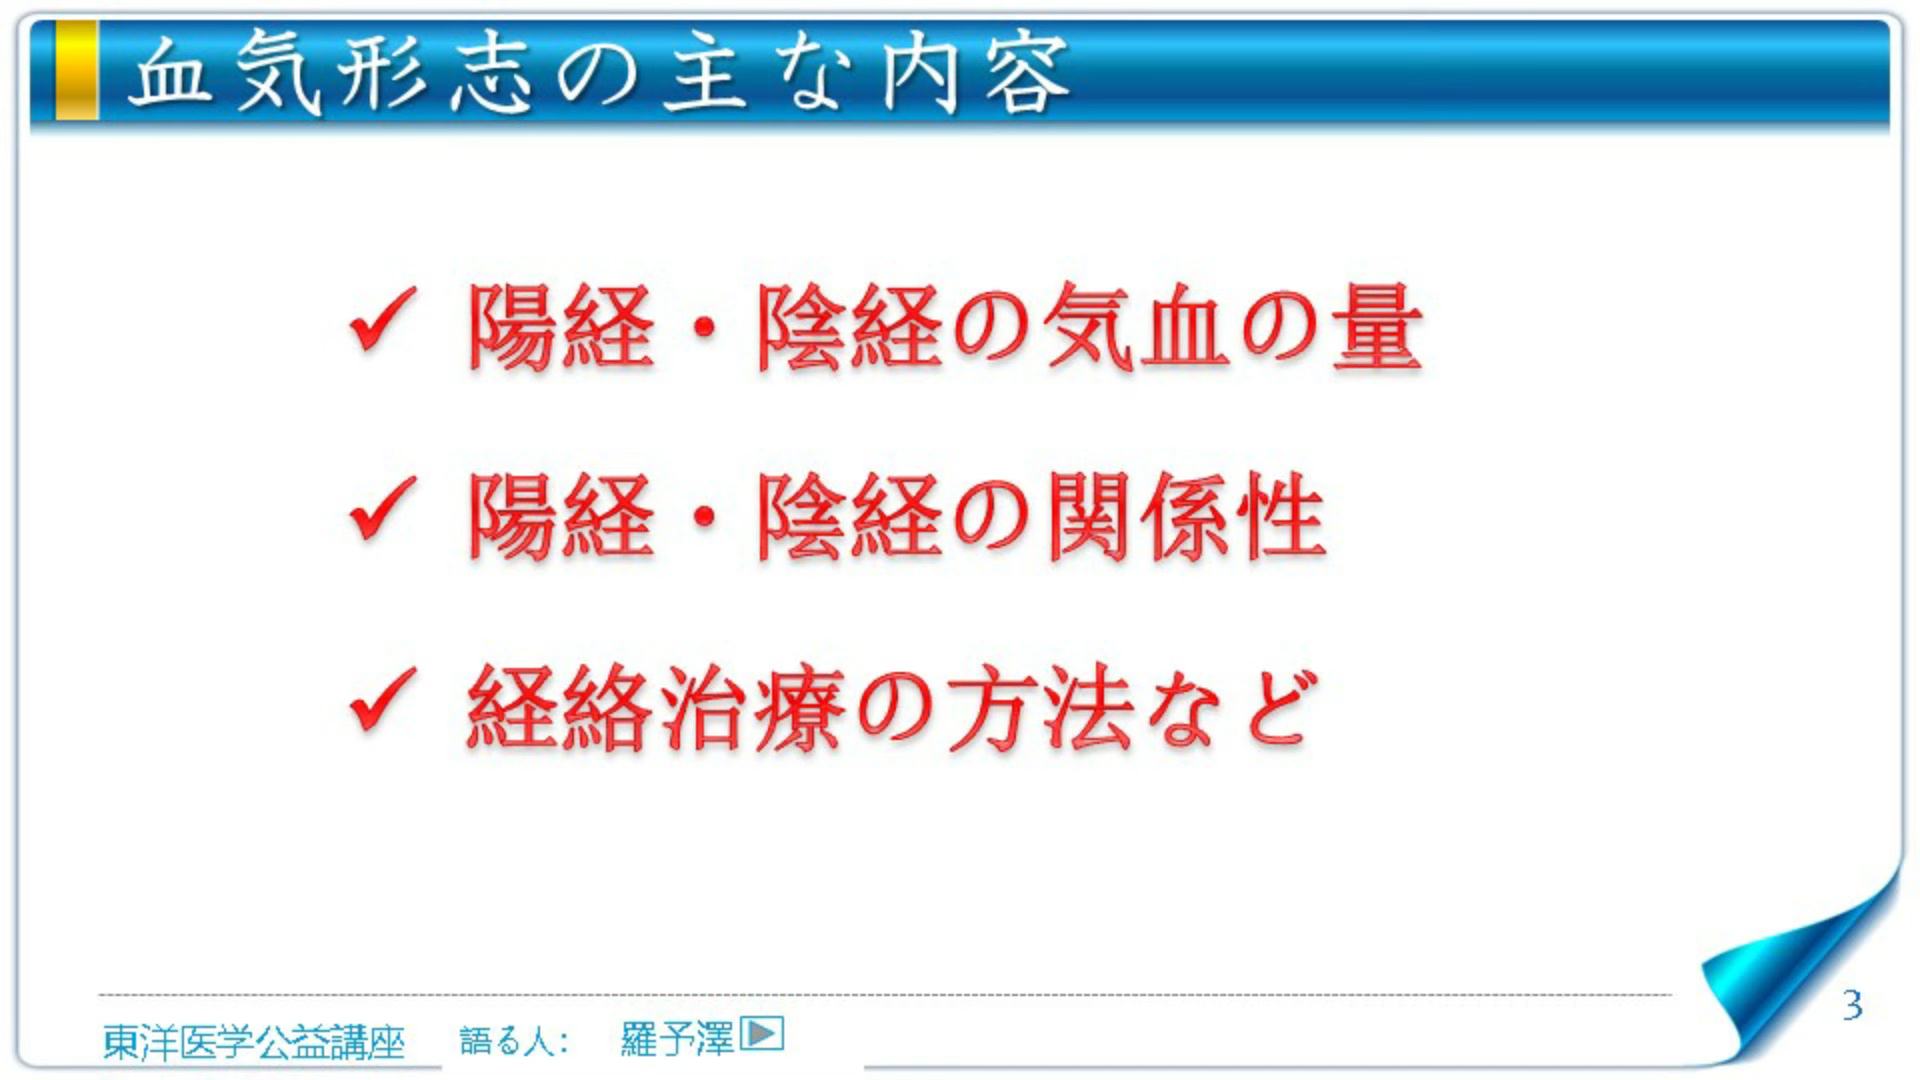 血気形志の主な内容
✓ 陽経・陰経の気血の量
✓ 陽経・陰経の関係性
✓ 経絡治療の方法など
東洋医学公益講座 語る人： 羅予澤
3